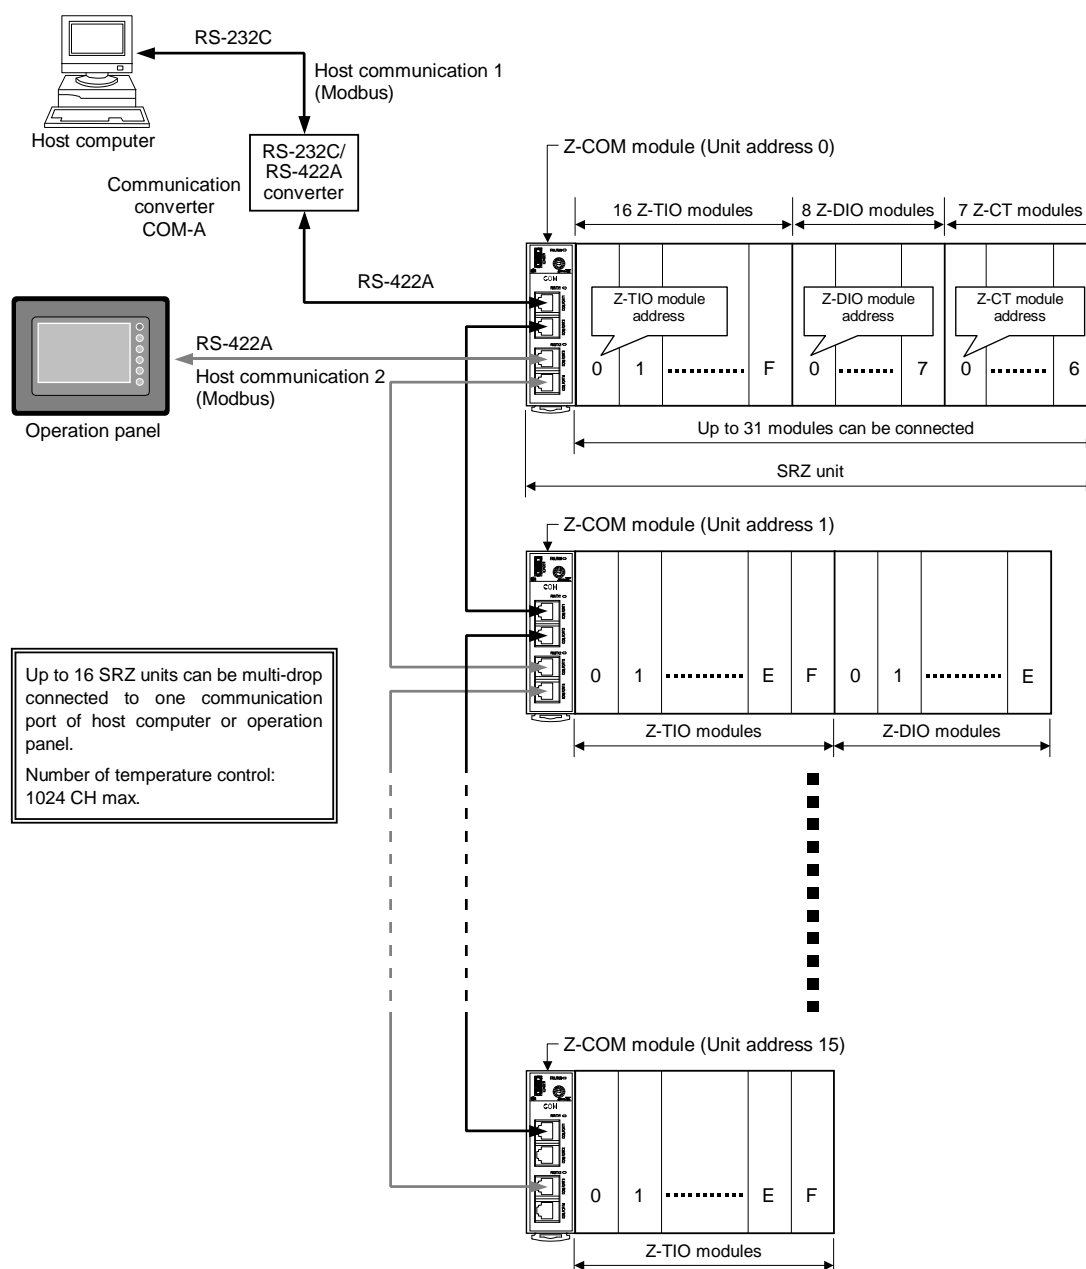 RS-232C
Host communication 1
(Modbus)
Host computer
RS-232C/
RS-422A
converter
Communication
converter
COM-A
Z-COM module (Unit address 0)
16 Z-TIO modules
8 Z-DIO modules
7 Z-CT modules
RS-422A
COM
Z-TIO module
address
Z-DIO module
address
Z-CT module
address
RS-422A
Host communication 2
(Modbus)
Operation panel
0 1 F 0 7 0 6
Up to 31 modules can be connected
SRZ unit
Z-COM module (Unit address 1)
COM
0 1 E F 0 1 E
Z-TIO modules
Z-DIO modules
Up to 16 SRZ units can be multi-drop
connected to one communication
port of host computer or operation
panel.
Number of temperature control:
1024 CH max.
Z-COM module (Unit address 15)
COM
0 1 E F
Z-TIO modules